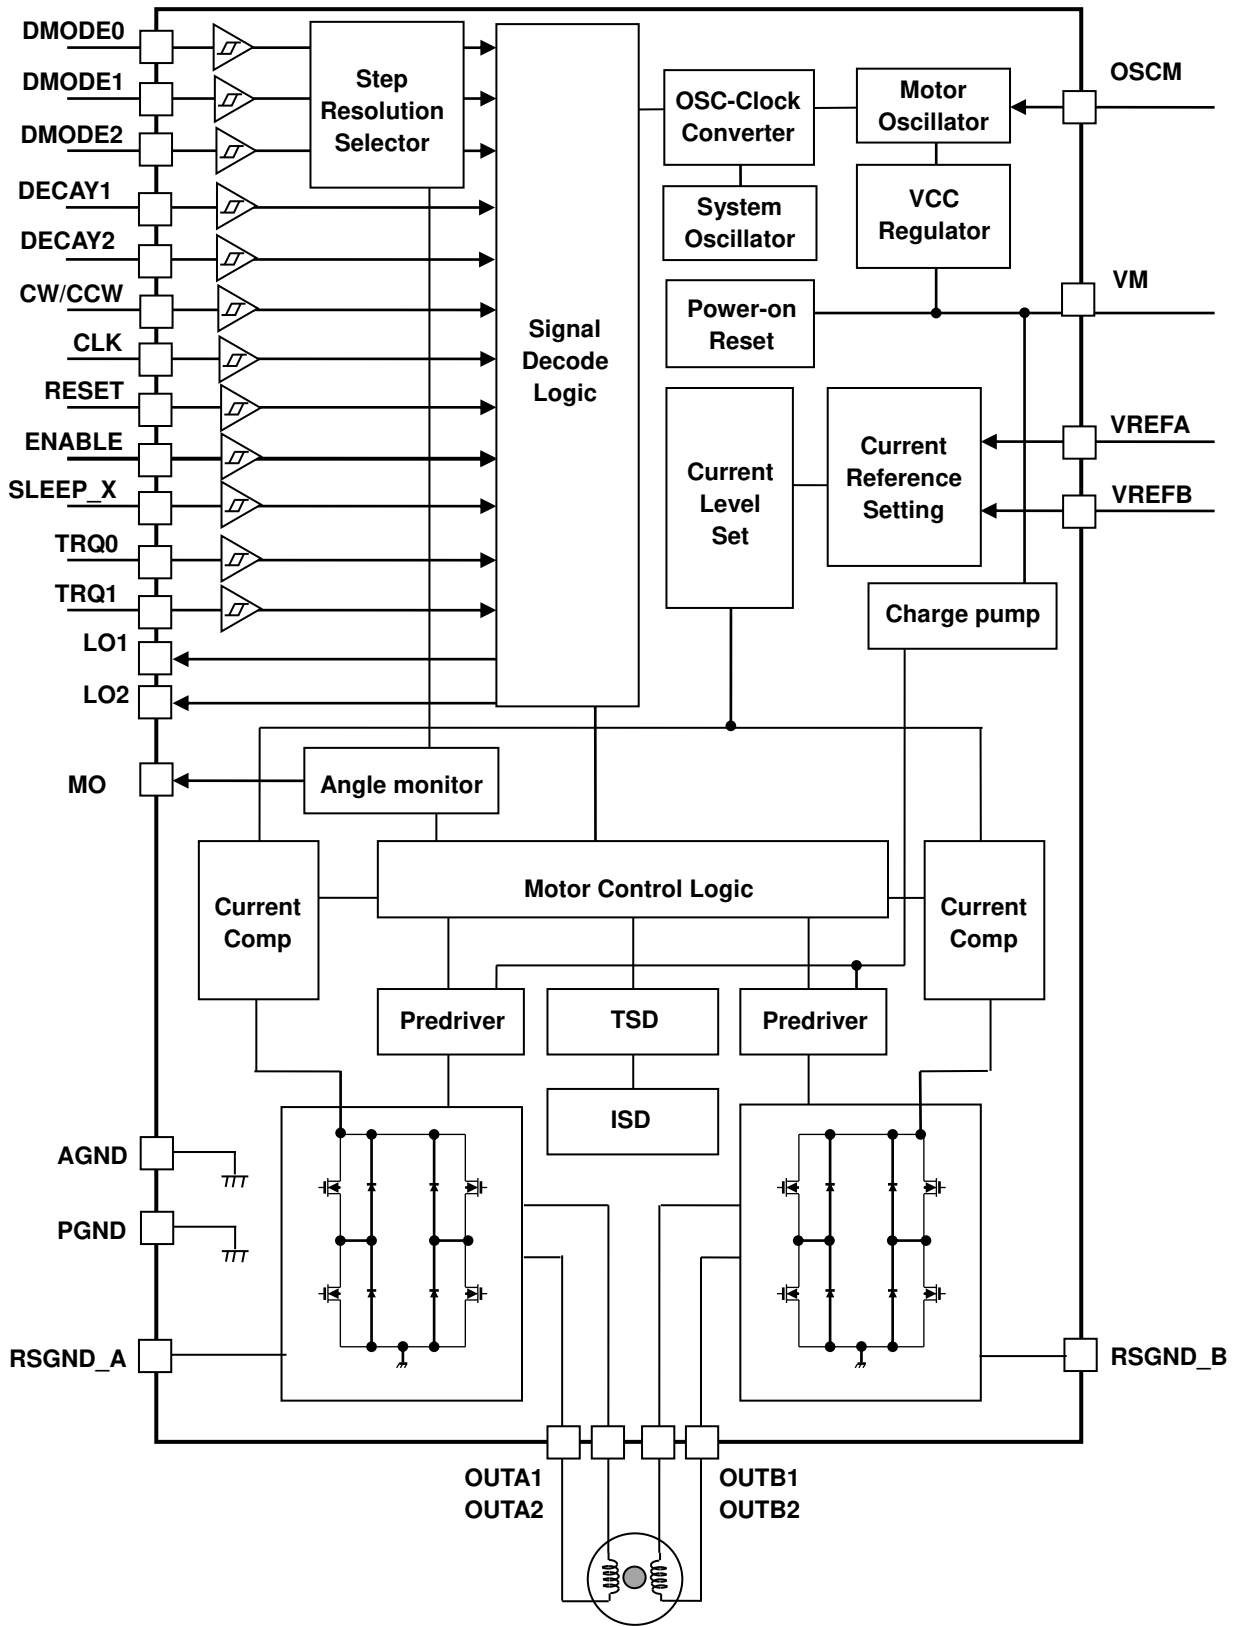 DMODE0
DMODE1
DMODE2
DECAY1
DECAY2
CW/CCW
CLK
RESET
ENABLE
SLEEP_X
TRQ0
TRQ1
LO1
LO2
MO
AGND
PGND
RSGND_A
Step
Resolution
Selector
Signal
Decode
Logic
OSC-Clock
Converter
System
Oscillator
Motor
Oscillator
VCC
Regulator
Power-on
Reset
Current
Level
Set
Current
Reference
Setting
Charge pump
OSCM
VM
VREFA
VREFB
Angle monitor
Motor Control Logic
Current
Comp
Current
Comp
Predriver
TSD
Predriver
ISD
RSGND_B
OUTA1
OUTA2
OUTB1
OUTB2